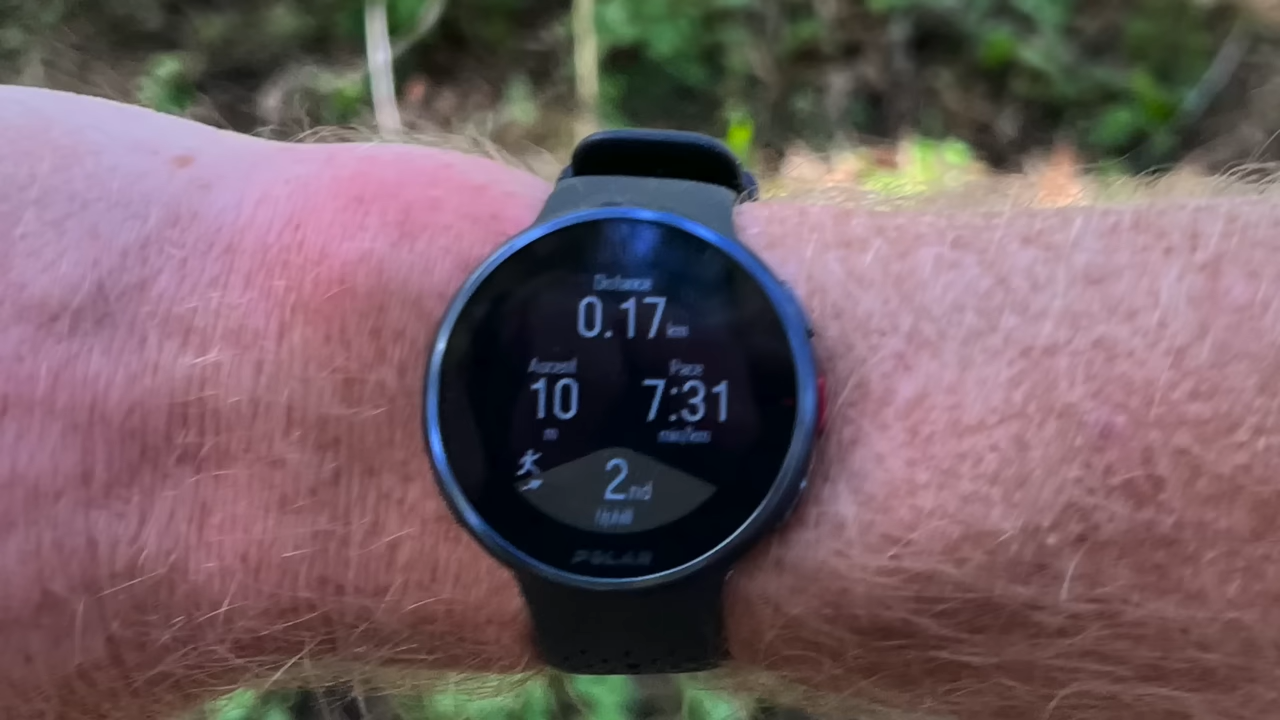 Distance
0.17 km
Ascent Pace
10 7:31
m min/km
2nd
Uphill
POLAR